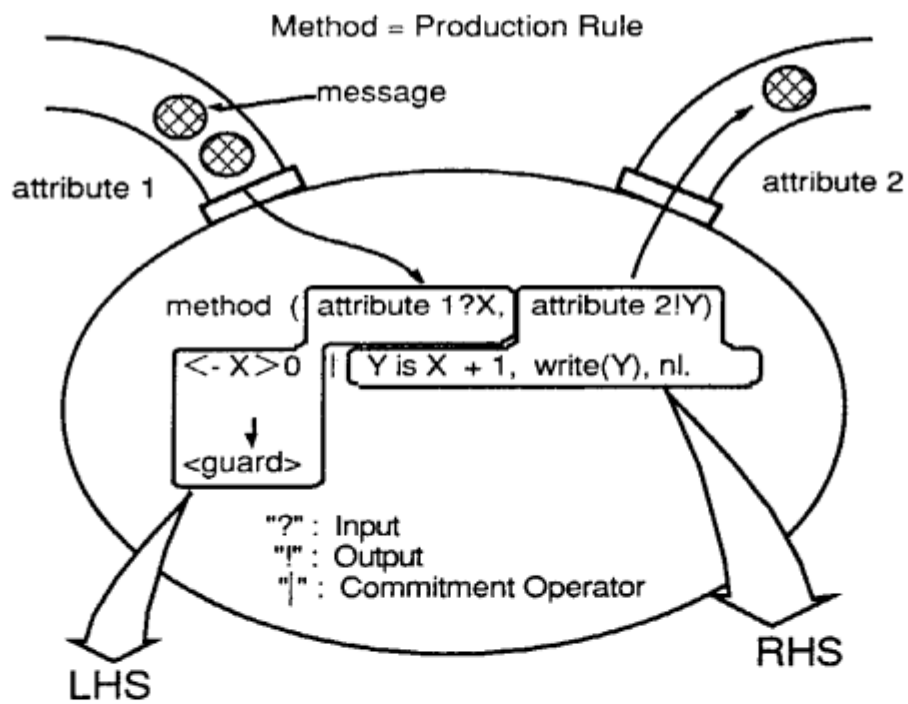 Method = Production Rule
message
attribute 1
attribute 2
method ( attribute 1?X, attribute 2!Y)
<- X>0 | Y is X + 1, write(Y), nl.
<guard>
"?" : Input
"!" : Output
"|" : Commitment Operator
LHS
RHS